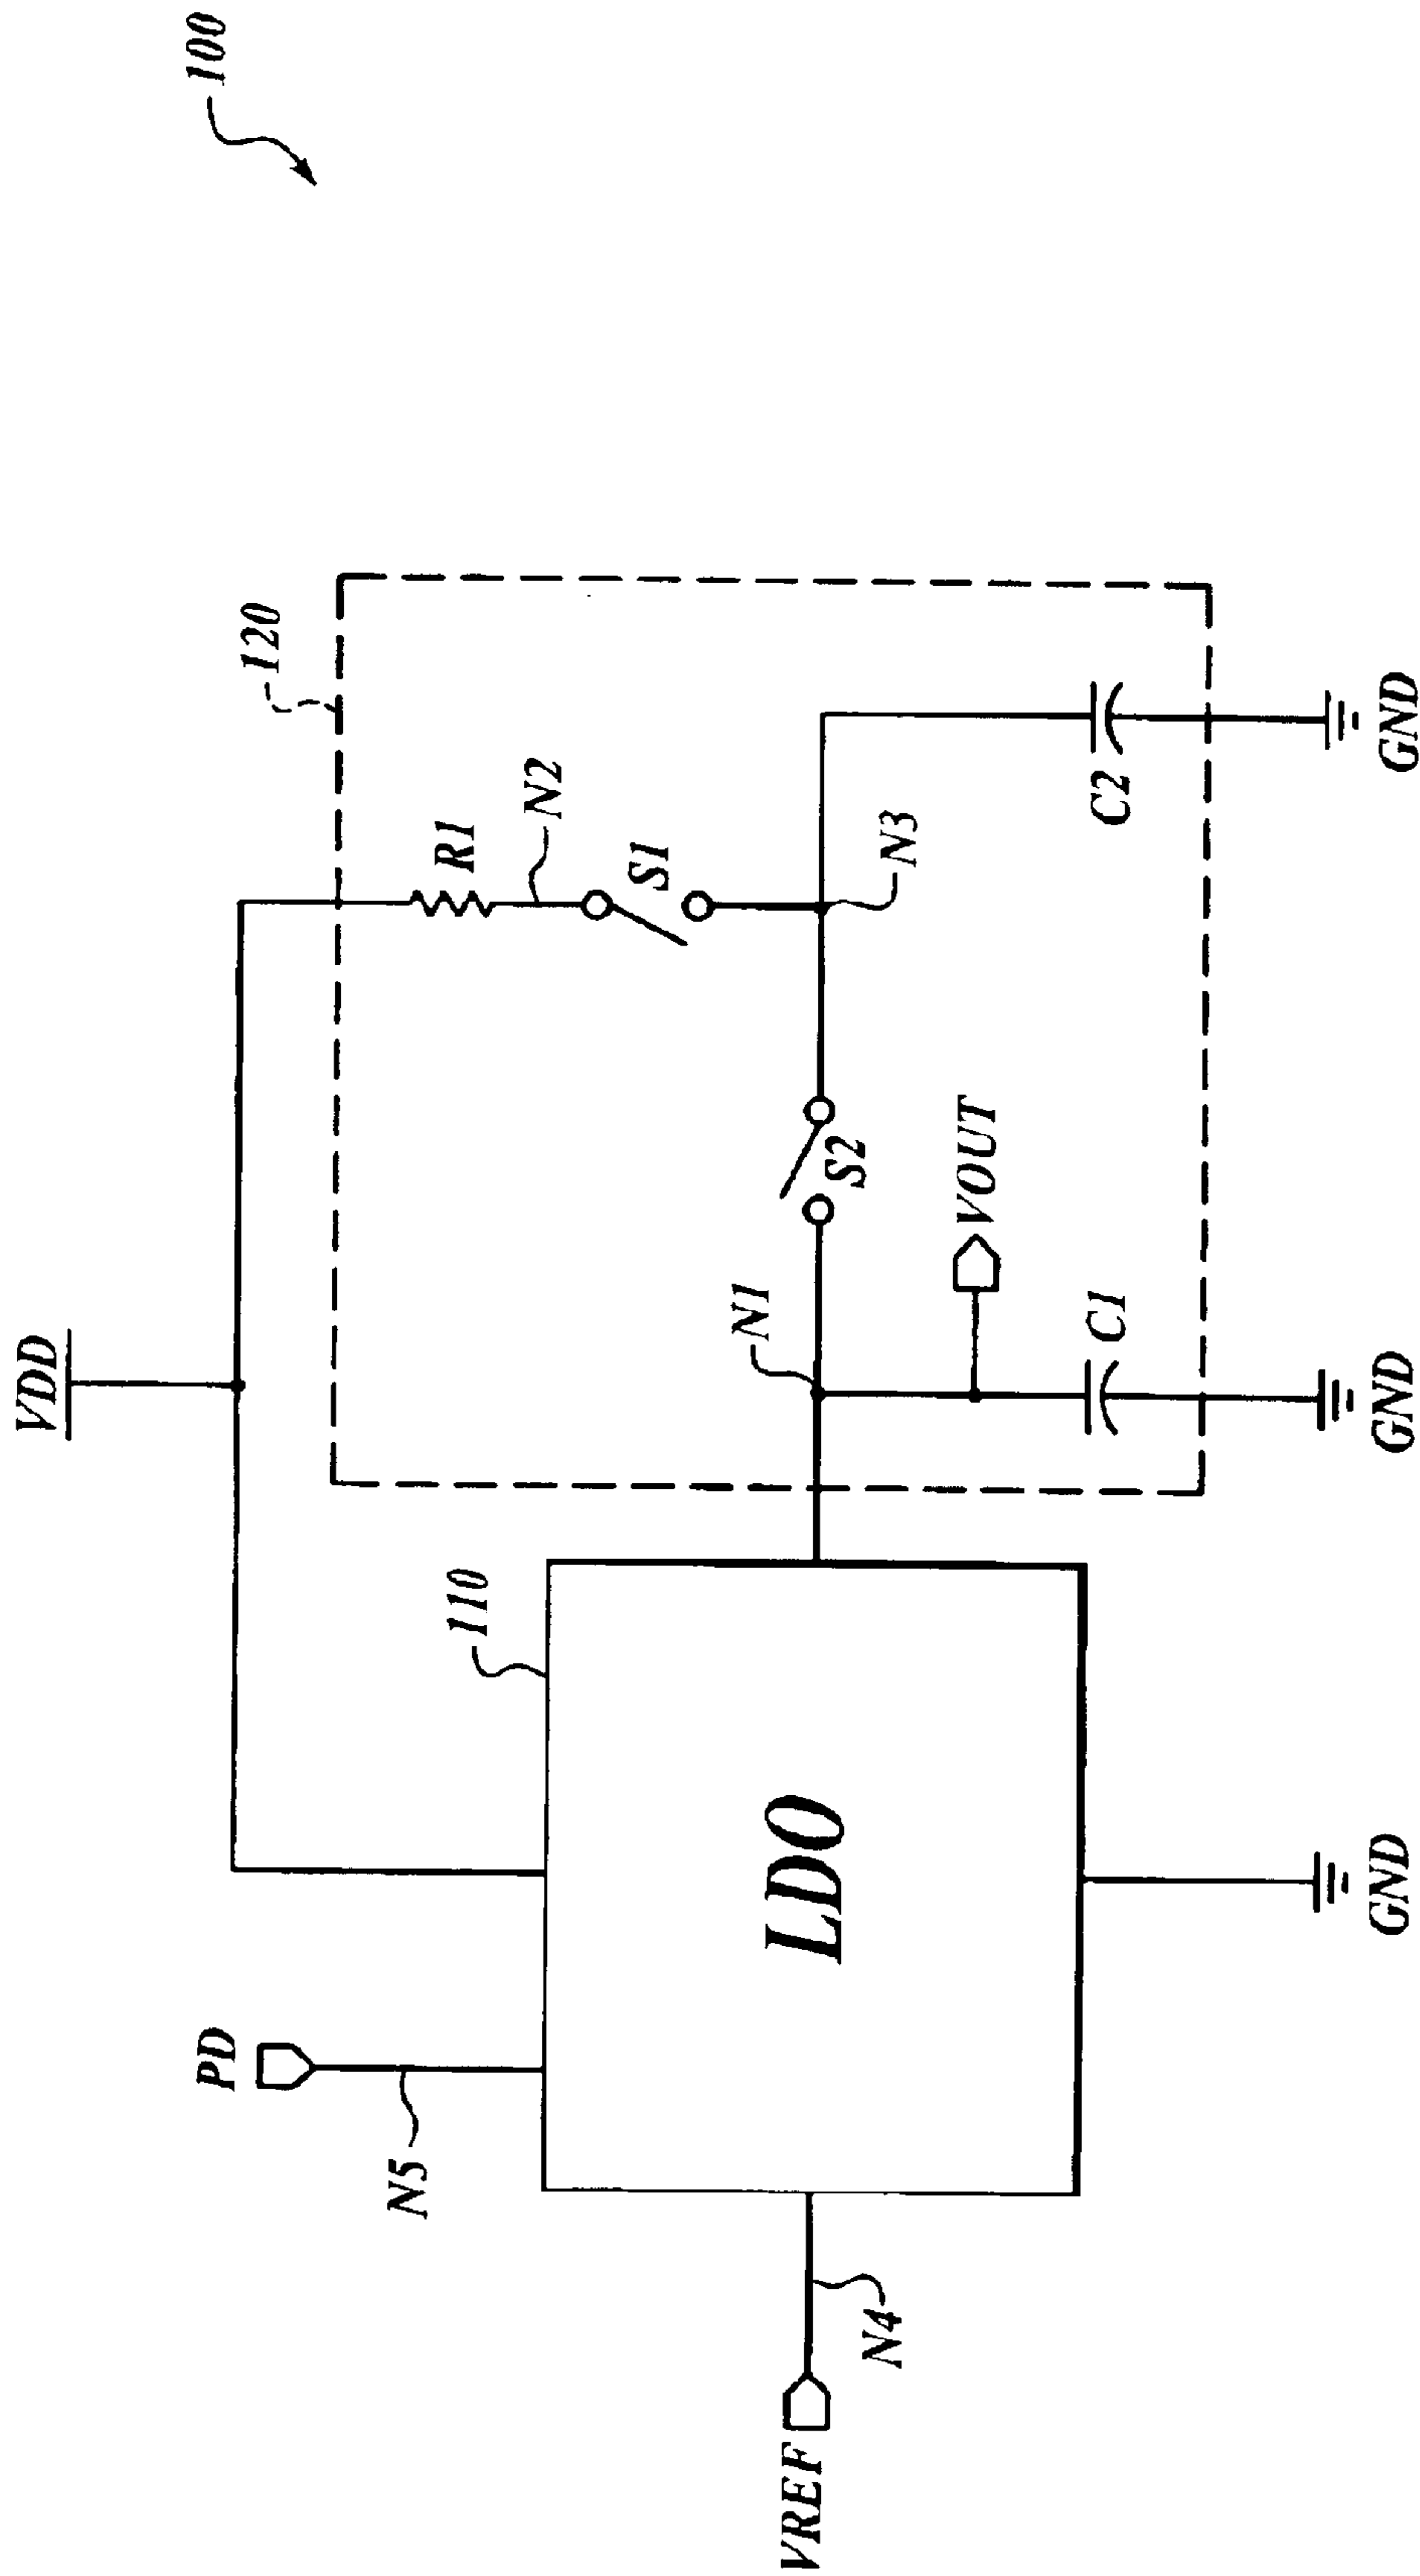 100
VDD
120
PD
N5
110
R1
N2
S1
N1
S2
N3
LDO
VREF
N4
VOUT
C1
C2
GND
GND
GND